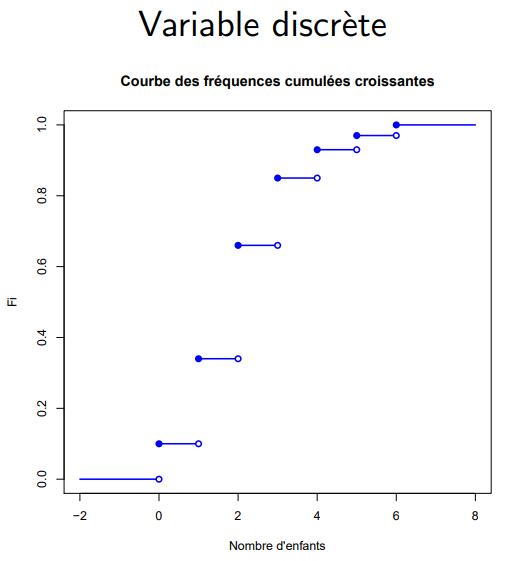 Variable discrète
Courbe des fréquences cumulées croissantes
1.0
0.8
0.6
0.4
0.2
0.0
Fi
−2 0 2 4 6 8
Nombre d'enfants